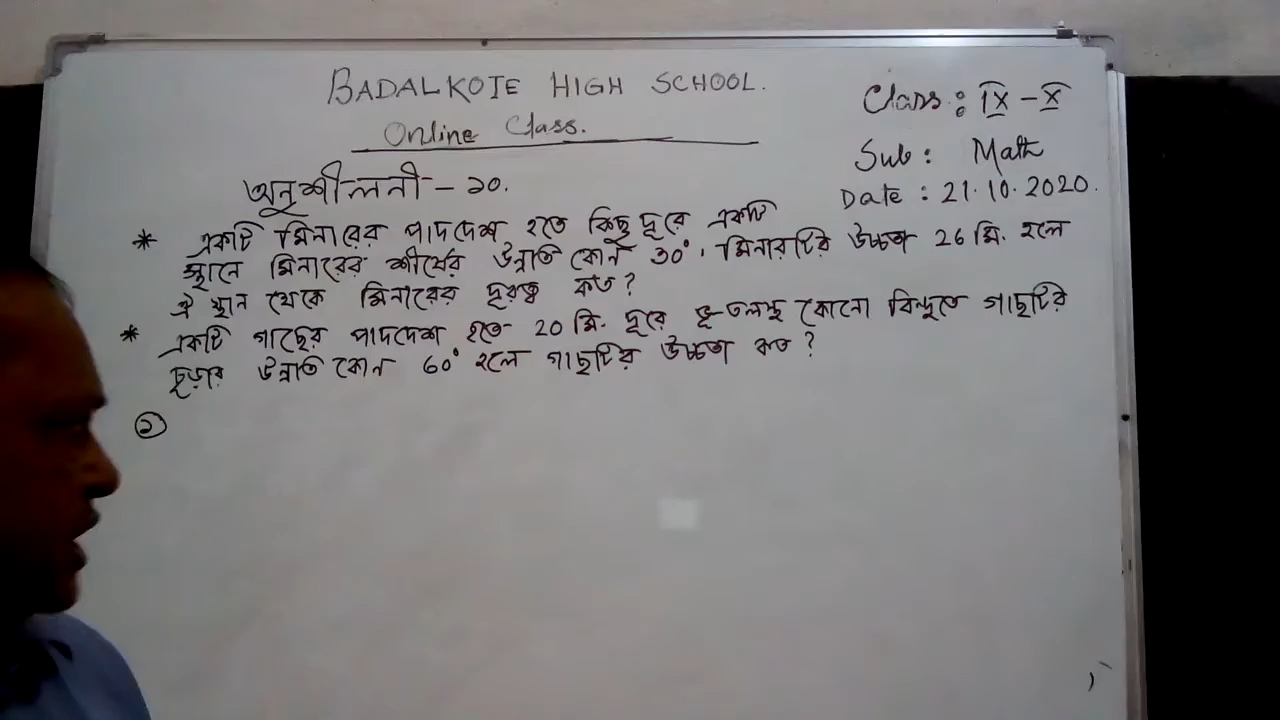 BADALKOTE HIGH SCHOOL.
Online Class.
Class : IX - X
Sub : Math
Date : 21.10.2020.
অনুশীলনী - ১০.
* একটি মিনারের পাদদেশ হতে কিছু দূরে একটি
স্থানে মিনারের শীর্ষের উন্নতি কোন 30°. মিনারটির উচ্চতা 26 মি. হলে
ঐ স্থান থেকে মিনারের দূরত্ব কত?
* একটি গাছের পাদদেশ হতে 20 মি. দূরে ভূ-তলস্থ কোনো বিন্দুতে গাছটির
চূড়ার উন্নতি কোন 60° হলে গাছটির উচ্চতা কত?
১